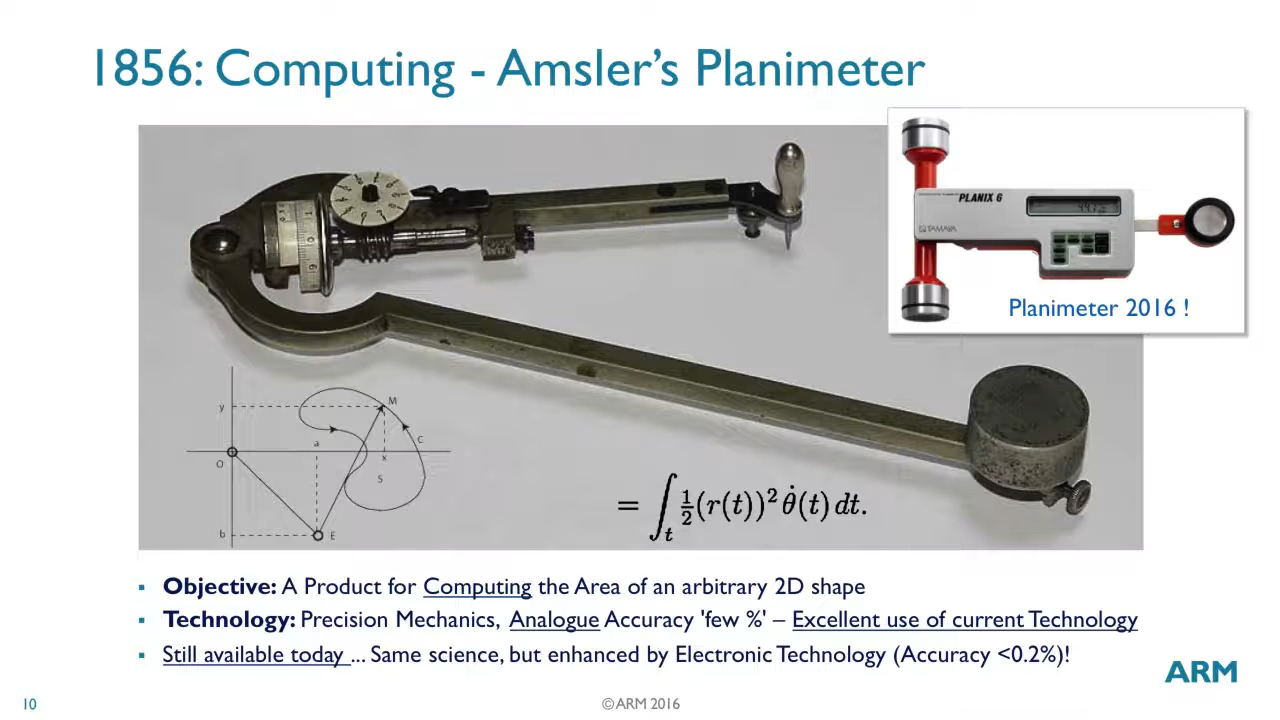 1856: Computing - Amsler's Planimeter
PLANIX 6
TAMAYA
Planimeter 2016 !
y
M
a
C
O
x
S
b
E
= ∫t ½(r(t))² θ̇(t) dt.
▪ Objective: A Product for Computing the Area of an arbitrary 2D shape
▪ Technology: Precision Mechanics, Analogue Accuracy 'few %' – Excellent use of current Technology
▪ Still available today ... Same science, but enhanced by Electronic Technology (Accuracy <0.2%)!
ARM
10
© ARM 2016